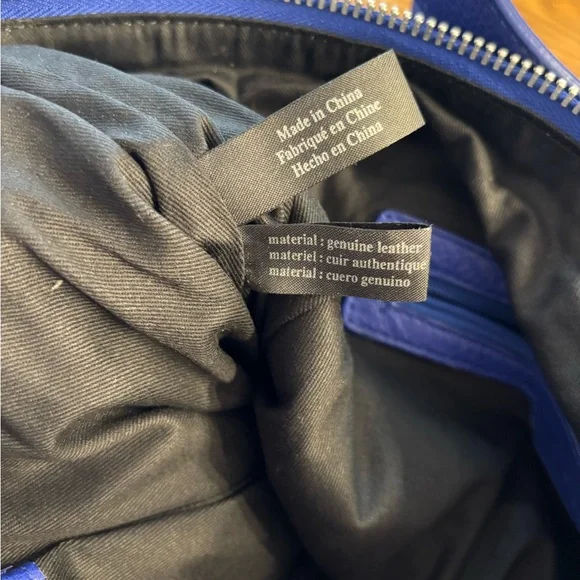 Made in China
Fabriqué en Chine
Hecho en China
material : genuine leather
materiel : cuir authentique
material : cuero genuino